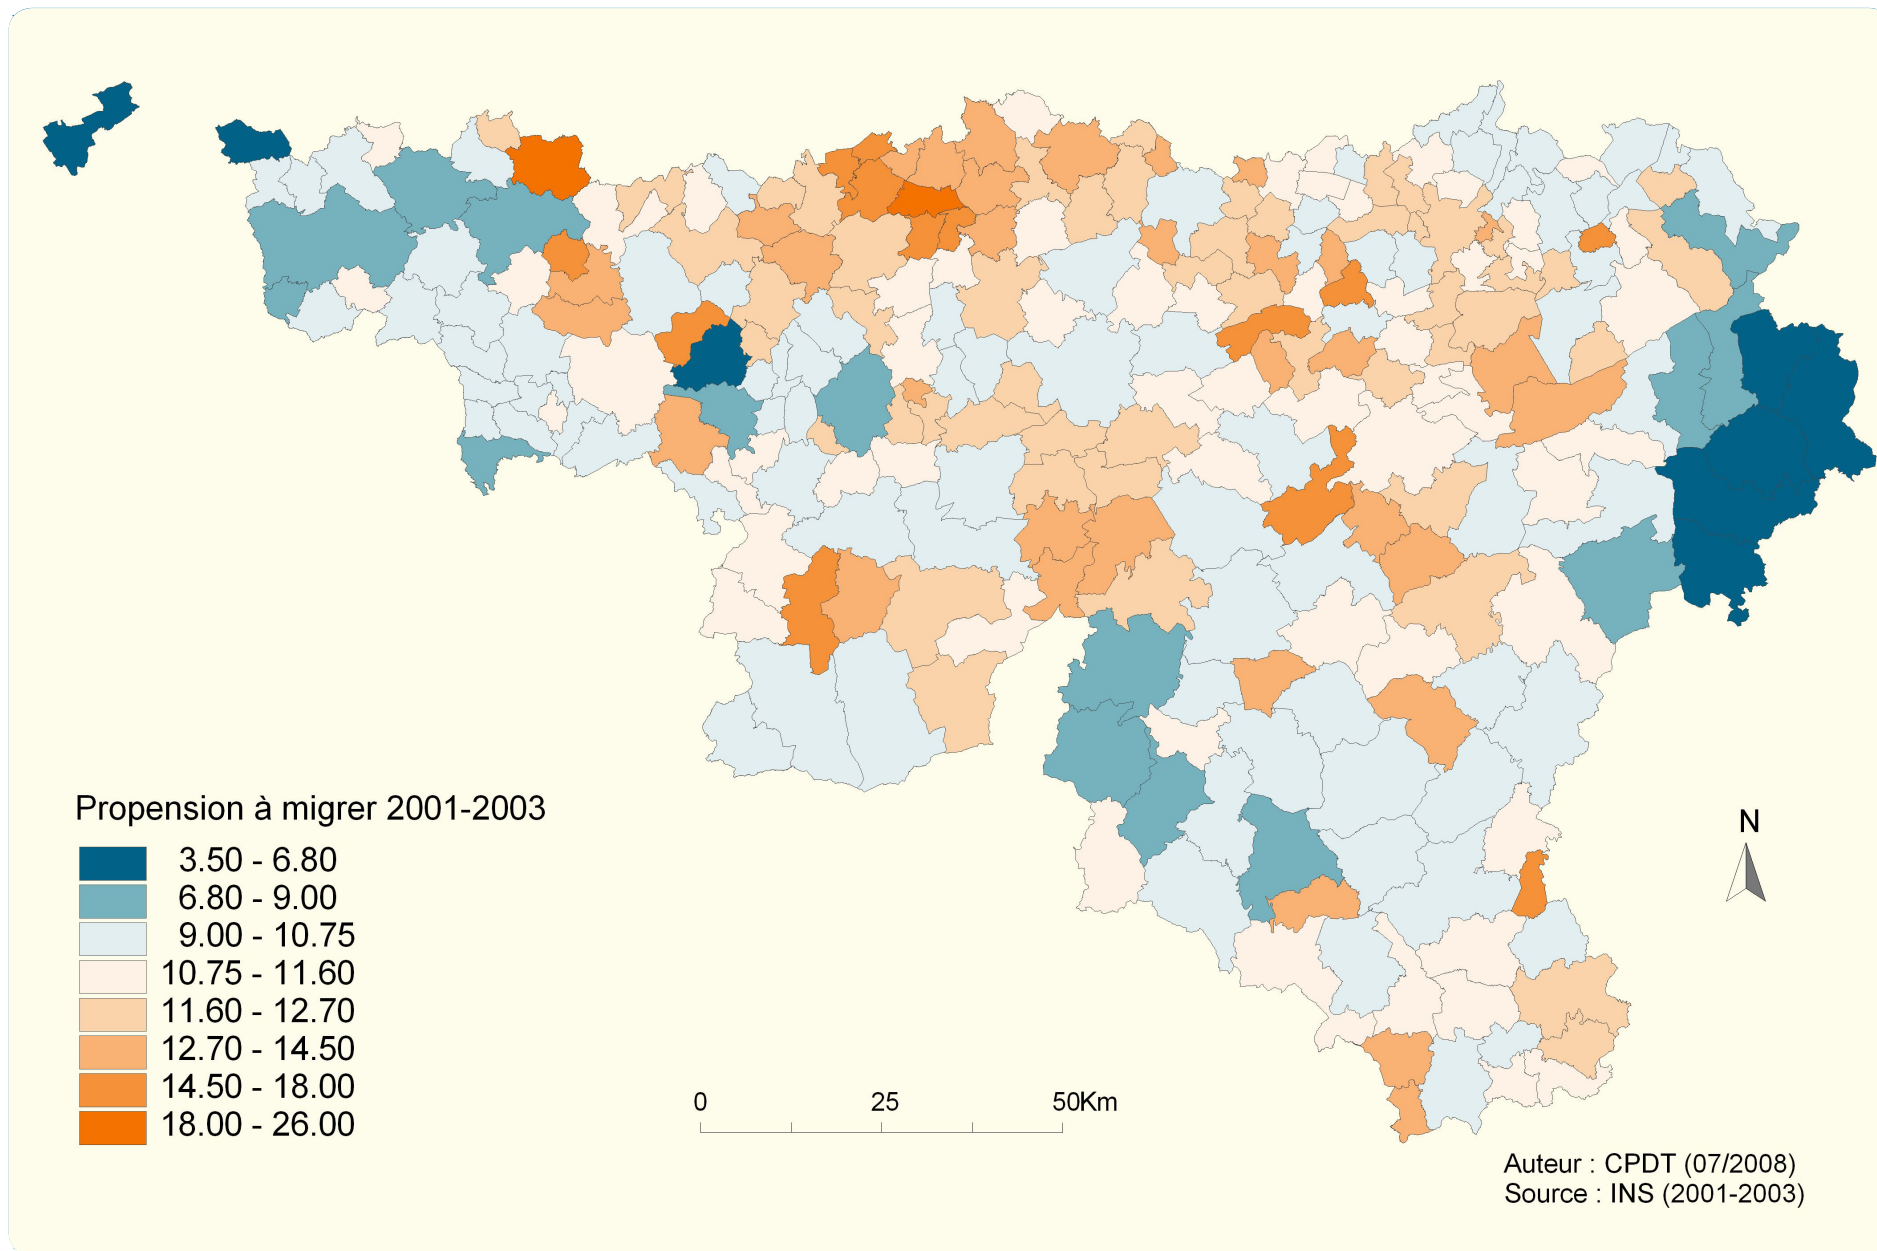 Propension à migrer 2001-2003
3.50 - 6.80
6.80 - 9.00
9.00 - 10.75
10.75 - 11.60
11.60 - 12.70
12.70 - 14.50
14.50 - 18.00
18.00 - 26.00
N
0 25 50Km
Auteur : CPDT (07/2008)
Source : INS (2001-2003)